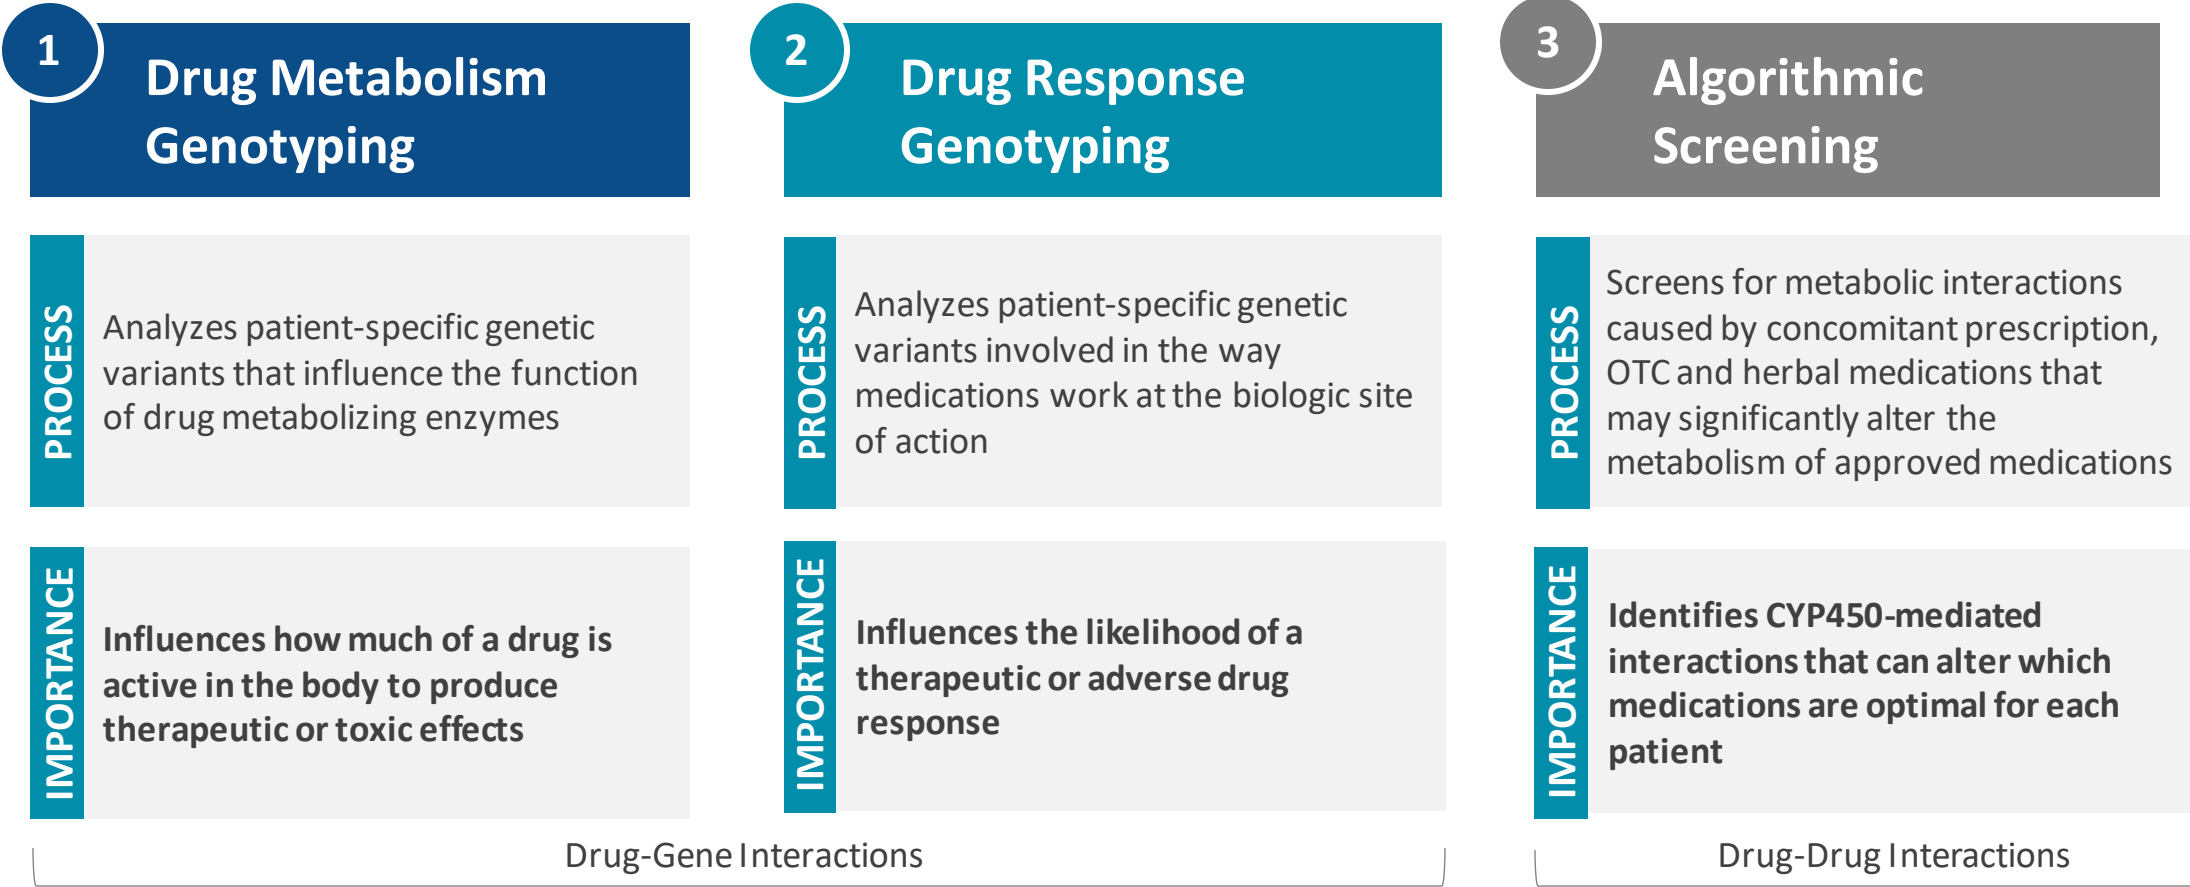 1
Drug Metabolism
Genotyping
PROCESS
Analyzes patient-specific genetic
variants that influence the function
of drug metabolizing enzymes
IMPORTANCE
Influences how much of a drug is
active in the body to produce
therapeutic or toxic effects
2
Drug Response
Genotyping
PROCESS
Analyzes patient-specific genetic
variants involved in the way
medications work at the biologic site
of action
IMPORTANCE
Influences the likelihood of a
therapeutic or adverse drug
response
Drug-Gene Interactions
3
Algorithmic
Screening
PROCESS
Screens for metabolic interactions
caused by concomitant prescription,
OTC and herbal medications that
may significantly alter the
metabolism of approved medications
IMPORTANCE
Identifies CYP450-mediated
interactions that can alter which
medications are optimal for each
patient
Drug-Drug Interactions